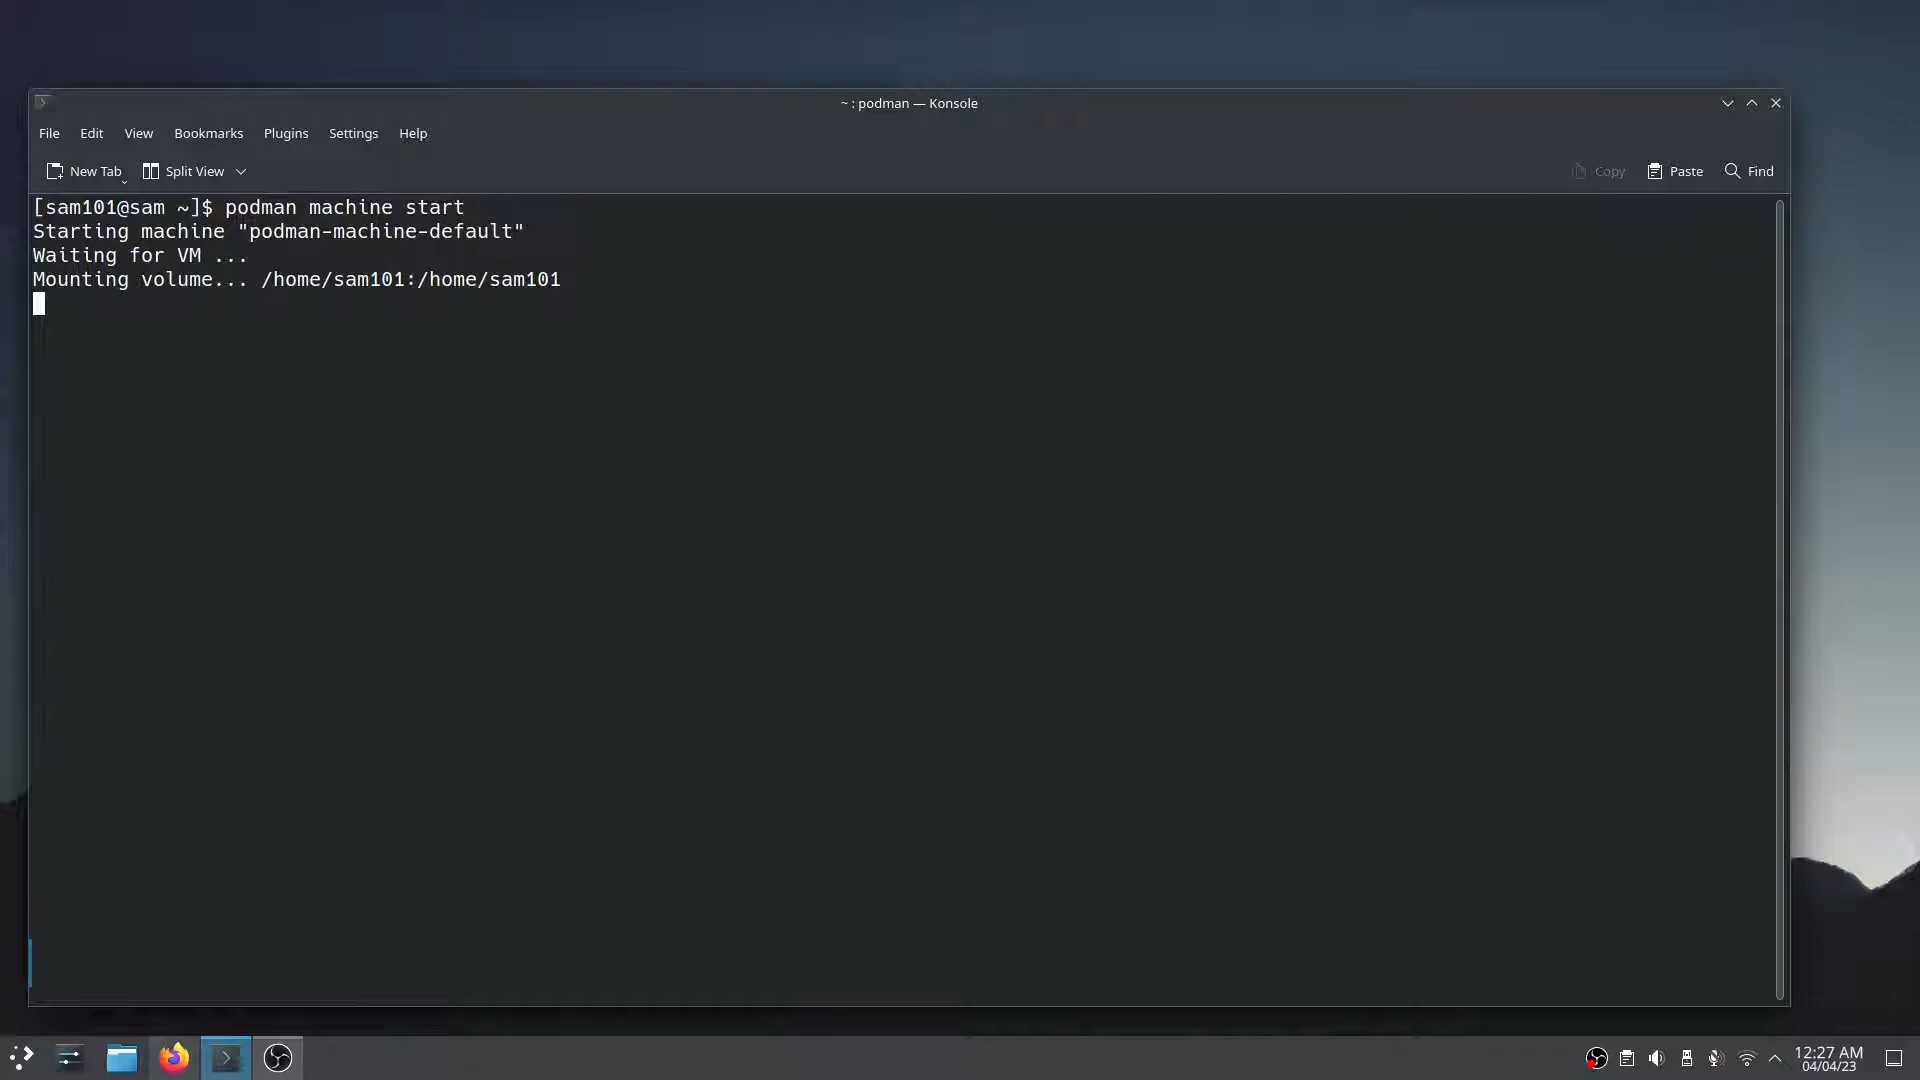 ~ : podman — Konsole
File Edit View Bookmarks Plugins Settings Help
New Tab Split View Copy Paste Find
[sam101@sam ~]$ podman machine start
Starting machine "podman-machine-default"
Waiting for VM ...
Mounting volume... /home/sam101:/home/sam101
12:27 AM
04/04/23